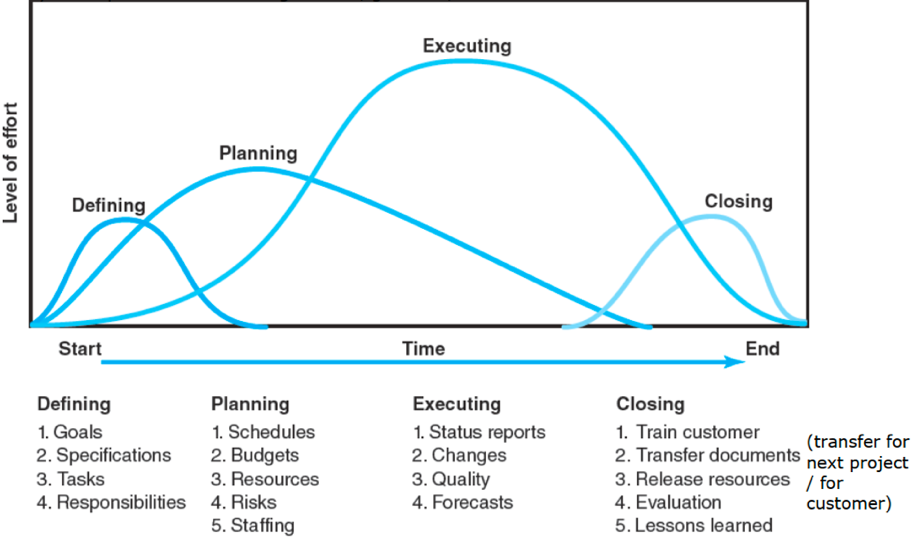 Executing
Planning
Defining
Closing
Level of effort
Start
Time
End
Defining
1. Goals
2. Specifications
3. Tasks
4. Responsibilities
Planning
1. Schedules
2. Budgets
3. Resources
4. Risks
5. Staffing
Executing
1. Status reports
2. Changes
3. Quality
4. Forecasts
Closing
1. Train customer
2. Transfer documents
3. Release resources
4. Evaluation
5. Lessons learned
(transfer for
next project
/ for
customer)